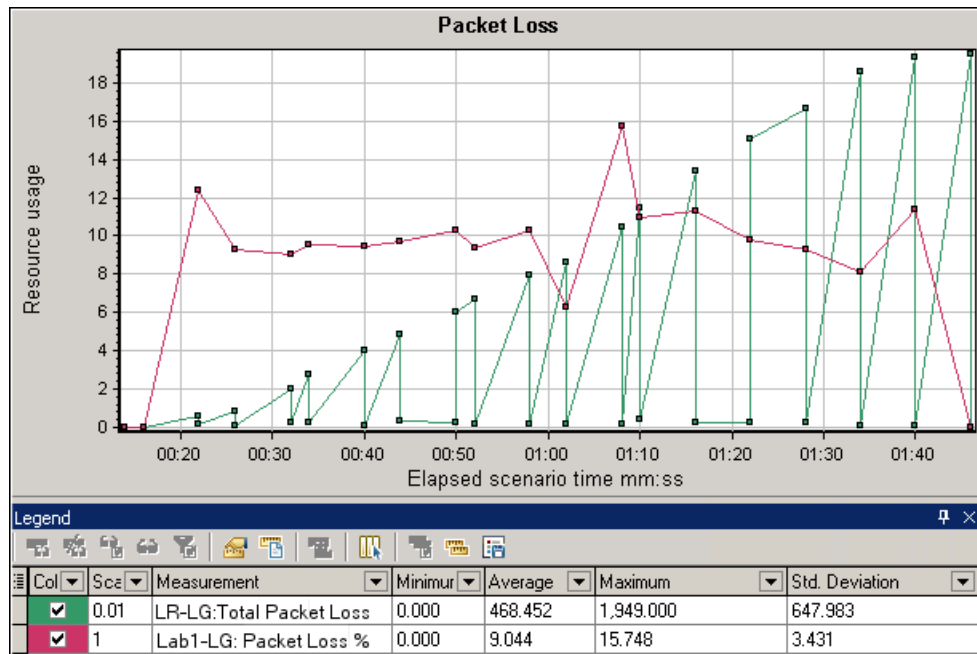 Packet Loss
Resource usage
18
16
14
12
10
8
6
4
2
0
00:20 00:30 00:40 00:50 01:00 01:10 01:20 01:30 01:40
Elapsed scenario time mm:ss
Legend
Col Sca Measurement Minimur Average Maximum Std. Deviation
0.01 LR-LG:Total Packet Loss 0.000 468.452 1,949.000 647.983
1 Lab1-LG: Packet Loss % 0.000 9.044 15.748 3.431